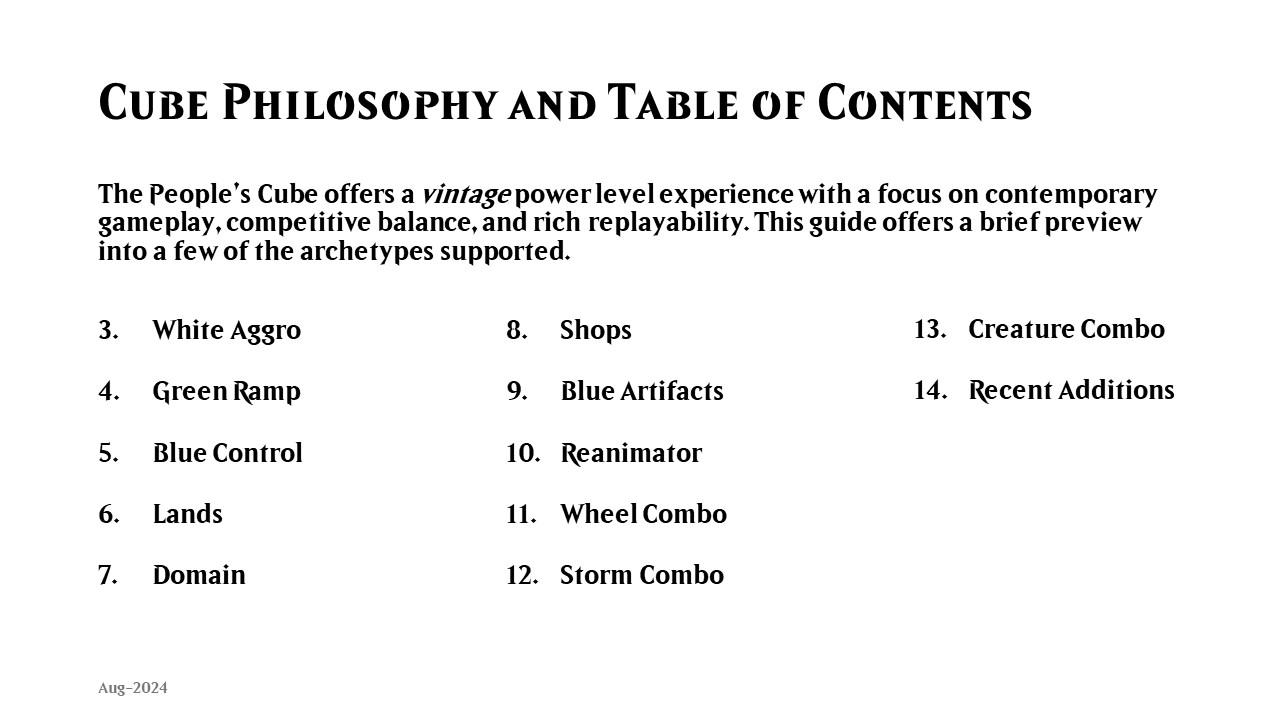 Cube Philosophy and Table of Contents
The People's Cube offers a vintage power level experience with a focus on contemporary
gameplay, competitive balance, and rich replayability. This guide offers a brief preview
into a few of the archetypes supported.
3. White Aggro
4. Green Ramp
5. Blue Control
6. Lands
7. Domain
8. Shops
9. Blue Artifacts
10. Reanimator
11. Wheel Combo
12. Storm Combo
13. Creature Combo
14. Recent Additions
Aug-2024